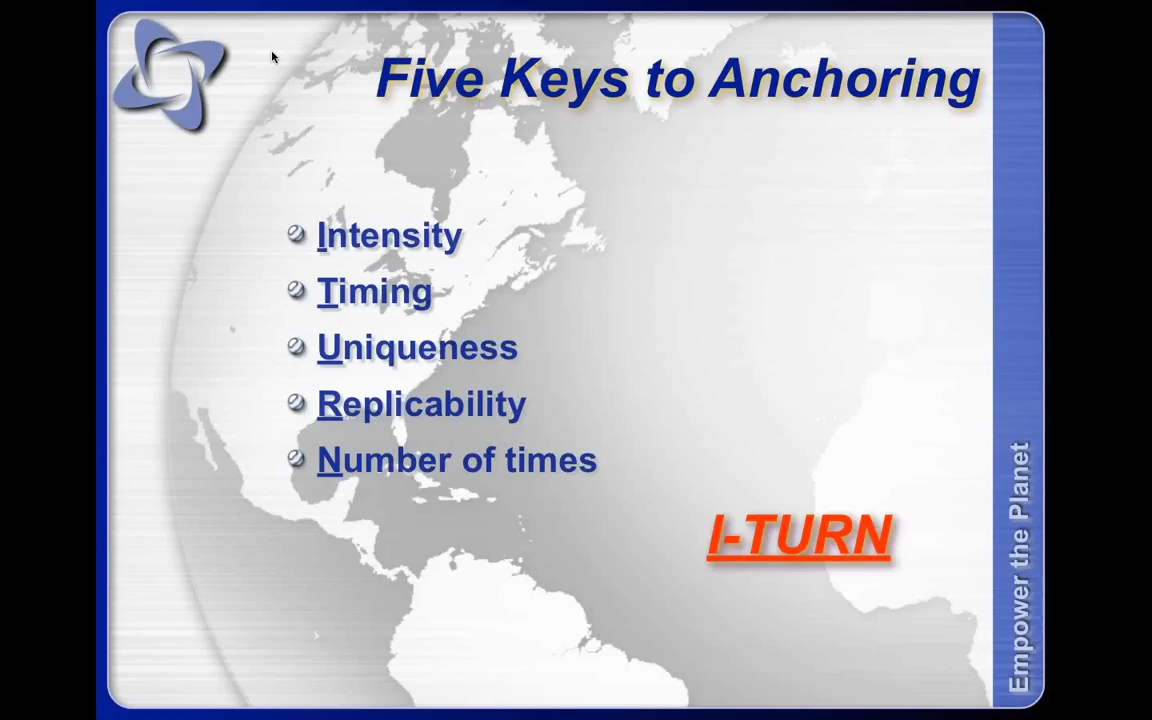 Five Keys to Anchoring
Intensity
Timing
Uniqueness
Replicability
Number of times
I-TURN
Empower the Planet